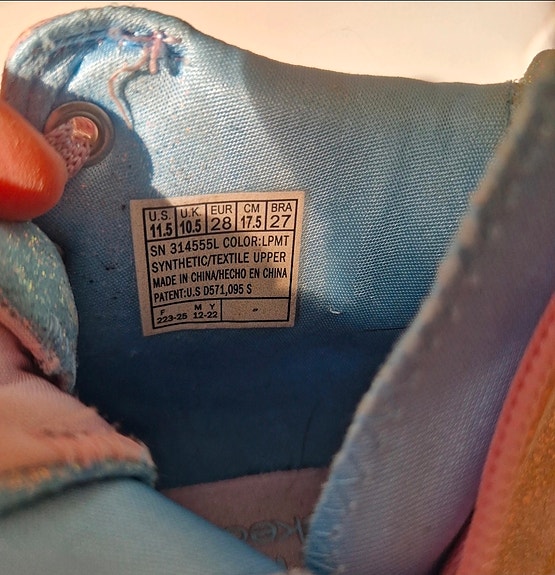 U.S. U.K. EUR CM BRA
11.5 10.5 28 17.5 27
SN 314555L COLOR:LPMT
SYNTHETIC/TEXTILE UPPER
MADE IN CHINA/HECHO EN CHINA
PATENT:U.S D571,095 S
F M Y
223-25 12-22 -